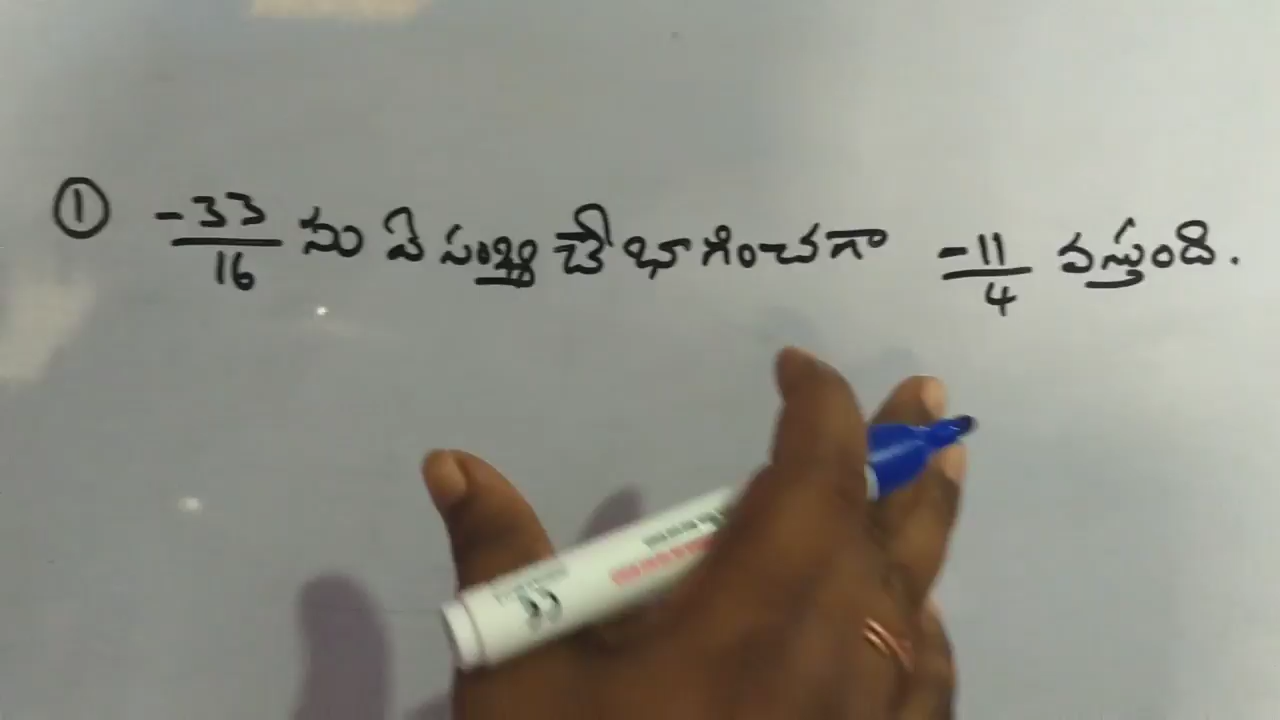 ① -33/16 ను ఏ సంఖ్య చే భాగించగా -11/4 వస్తుంది.